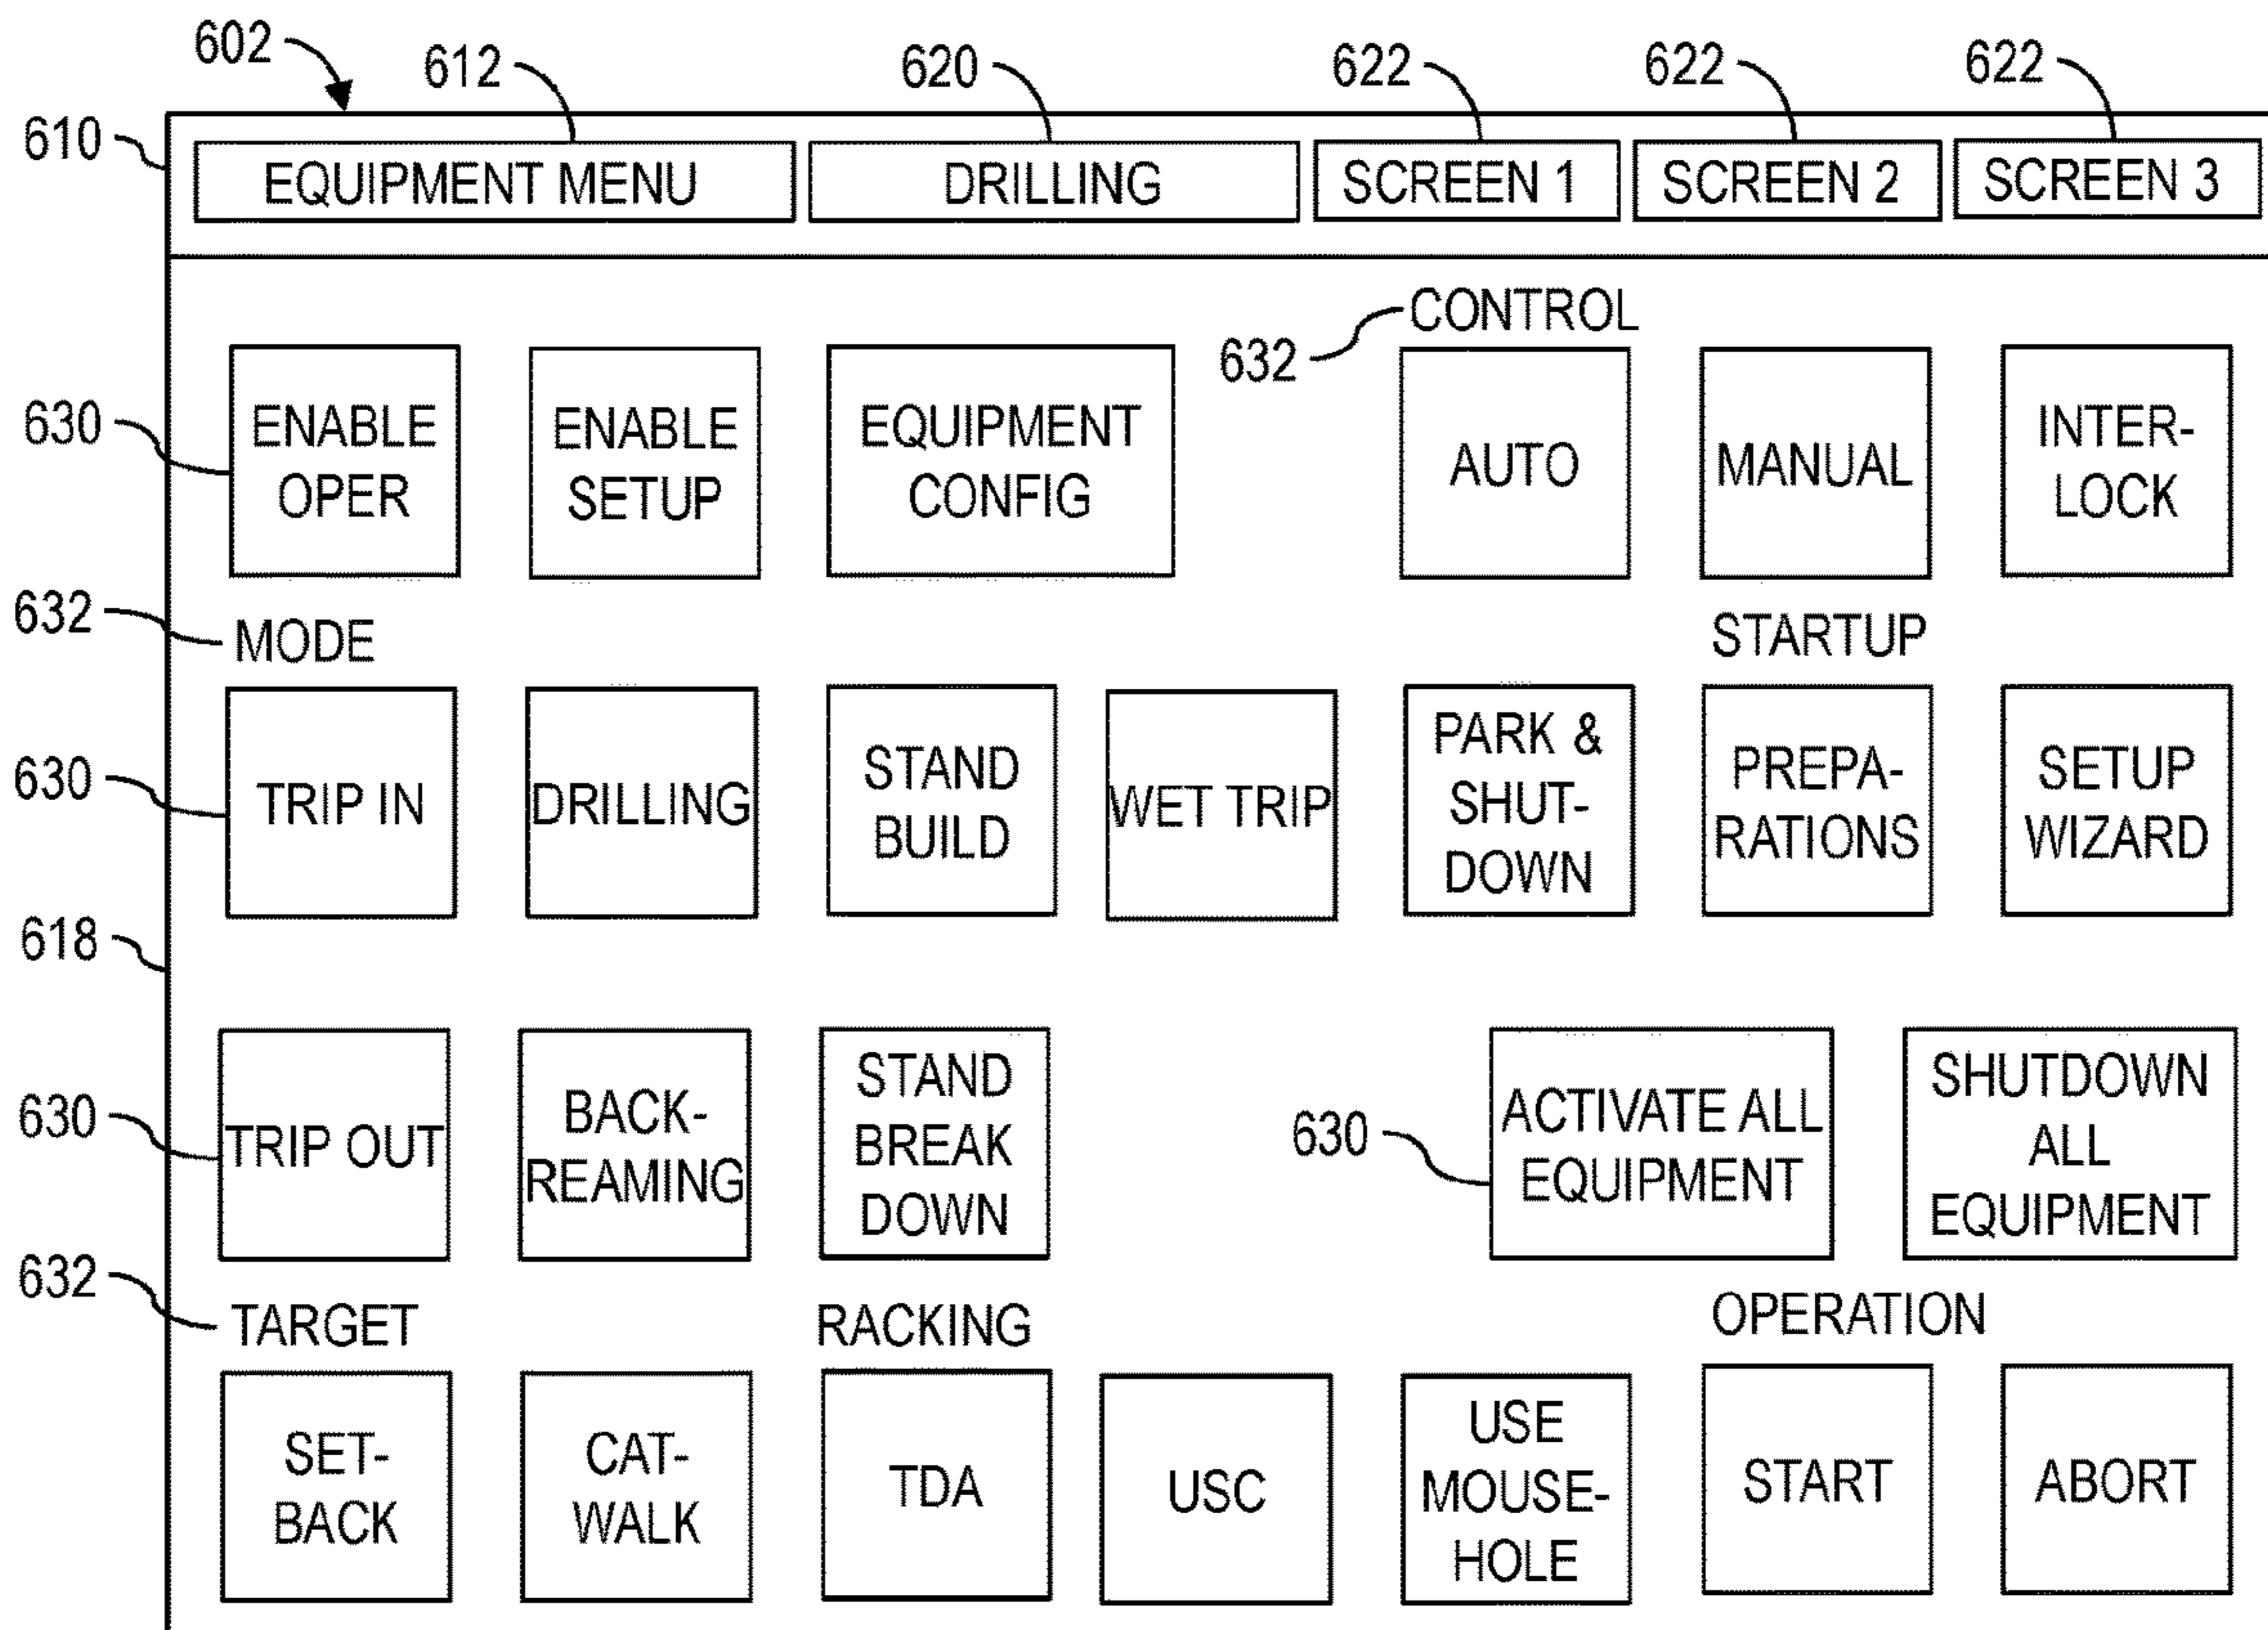 602
612
620
622
622
622
610
EQUIPMENT MENU
DRILLING
SCREEN 1
SCREEN 2
SCREEN 3
CONTROL
632
630
ENABLE
OPER
ENABLE
SETUP
EQUIPMENT
CONFIG
AUTO
MANUAL
INTER-
LOCK
632
MODE
STARTUP
630
TRIP IN
DRILLING
STAND
BUILD
WET TRIP
PARK &
SHUT-
DOWN
PREPA-
RATIONS
SETUP
WIZARD
618
630
TRIP OUT
BACK-
REAMING
STAND
BREAK
DOWN
630
ACTIVATE ALL
EQUIPMENT
SHUTDOWN
ALL
EQUIPMENT
632
TARGET
RACKING
OPERATION
SET-
BACK
CAT-
WALK
TDA
USC
USE
MOUSE-
HOLE
START
ABORT